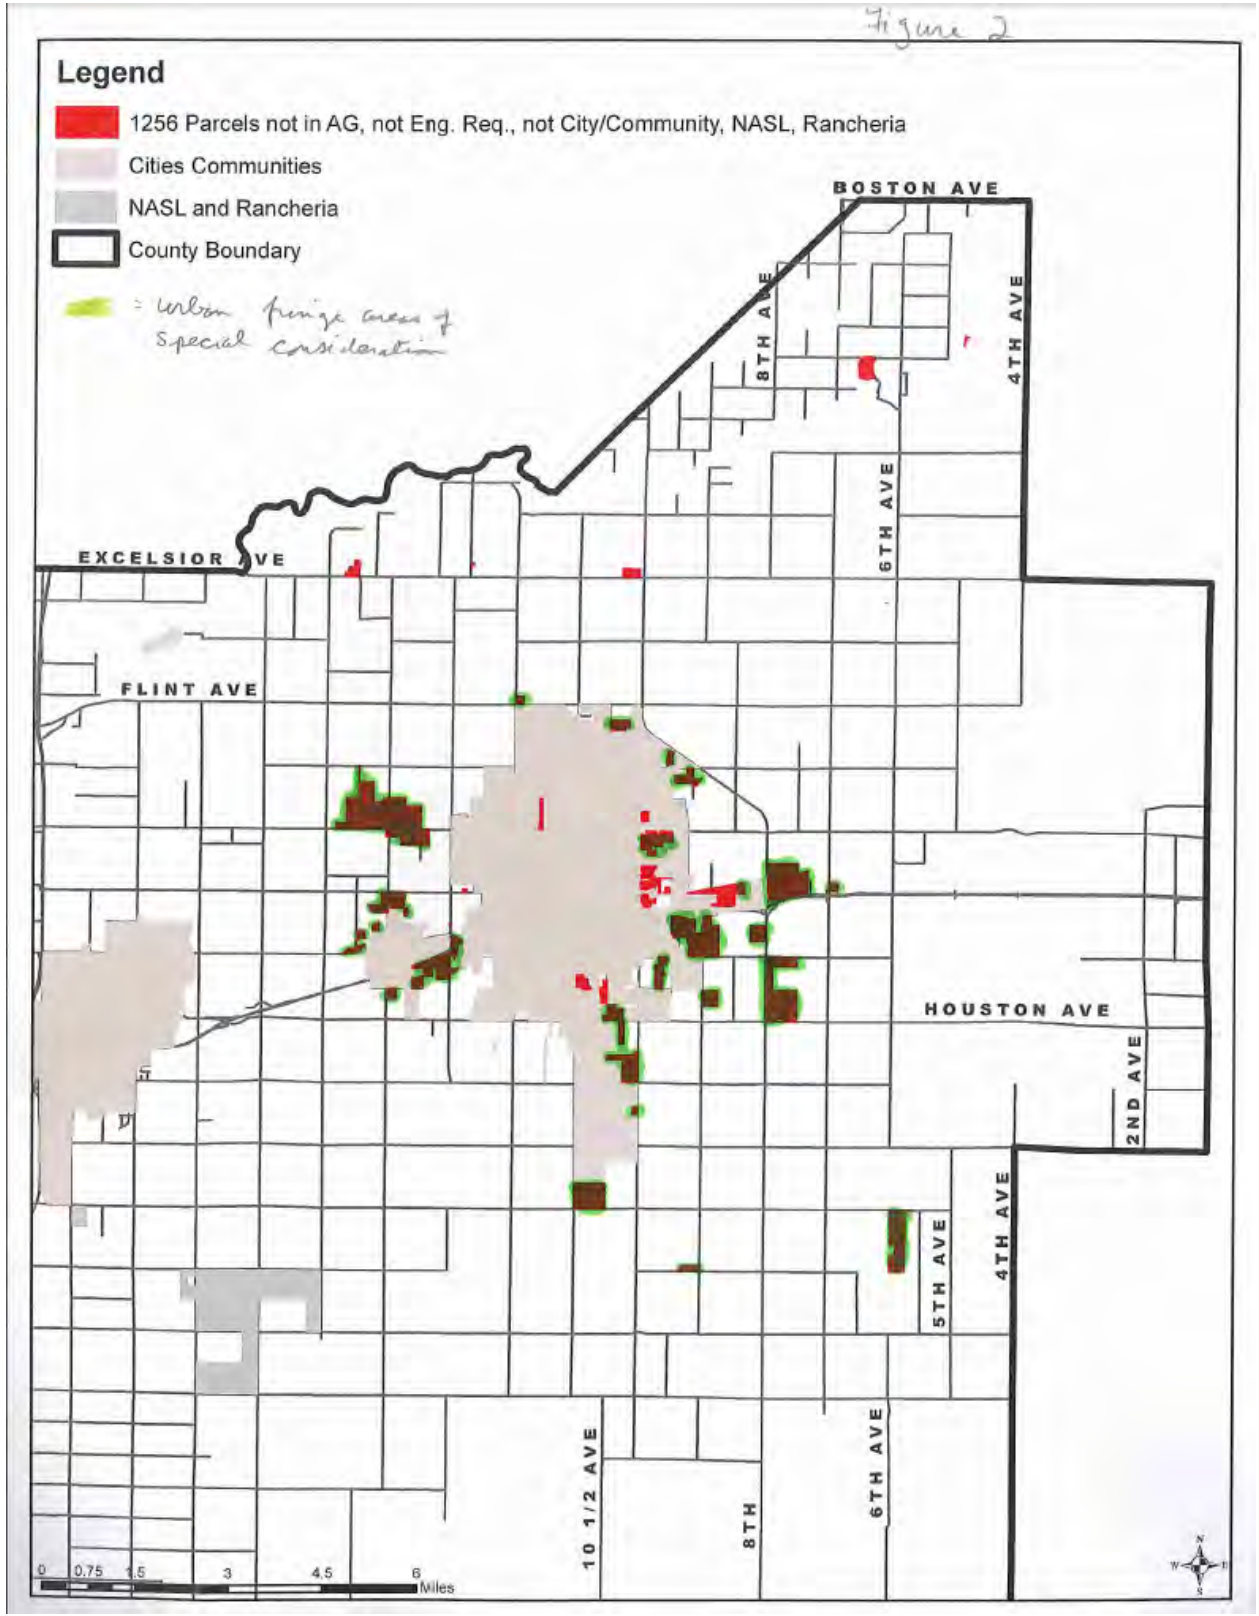 Figure 2
Legend
1256 Parcels not in AG, not Eng. Req., not City/Community, NASL, Rancheria
Cities Communities
NASL and Rancheria
County Boundary
= urban fringe areas of
special consideration
BOSTON AVE
8TH AVE
4TH AVE
6TH AVE
EXCELSIOR AVE
FLINT AVE
HOUSTON AVE
2ND AVE
4TH AVE
5TH AVE
10 1/2 AVE
8TH
6TH AVE
N
W E
S
0 0.75 1.5 3 4.5 6
Miles